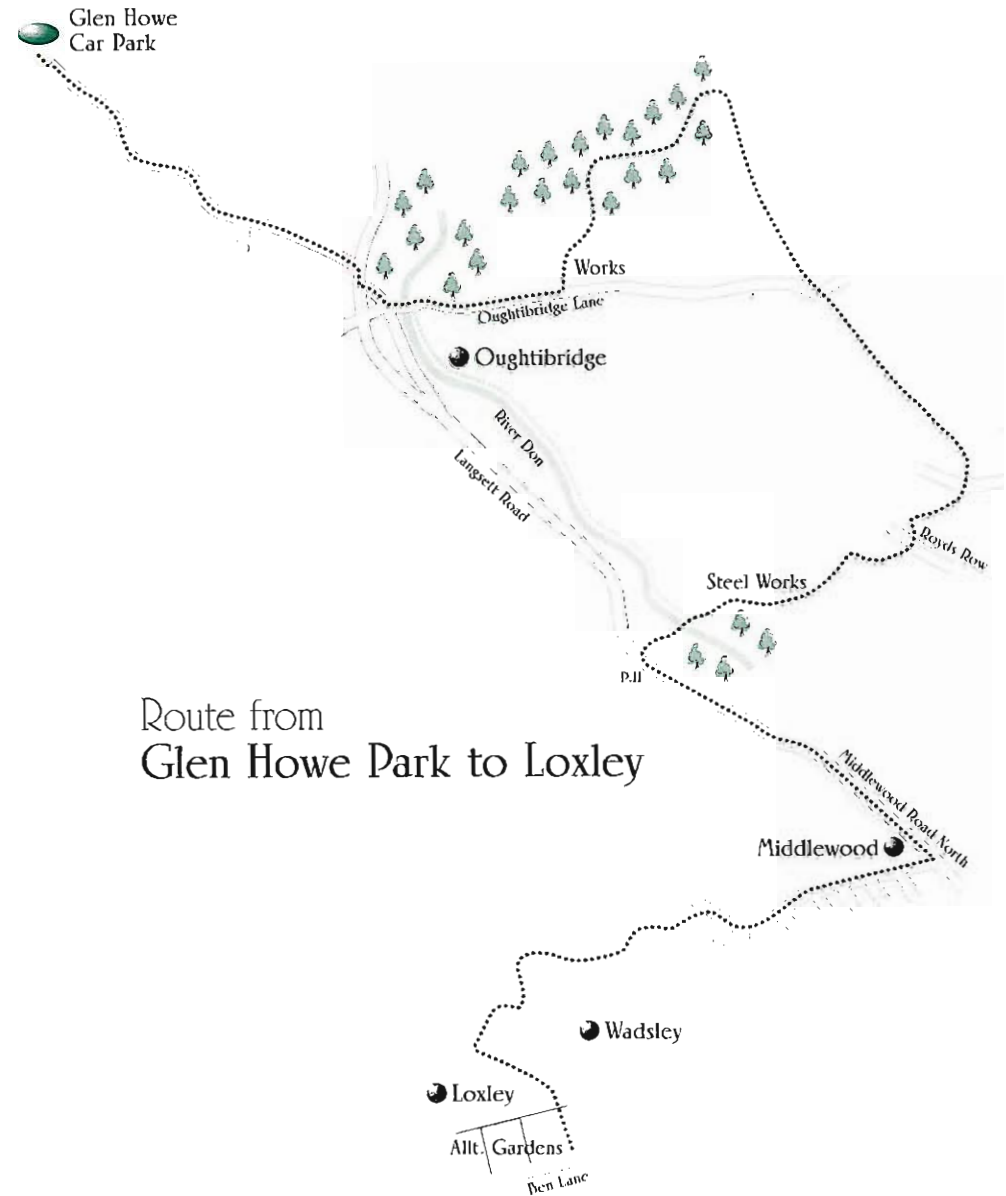 Glen Howe
Car Park
Works
Oughtibridge Lane
Oughtibridge
River Don
Langsett Road
Royds Row
Steel Works
P.H
Route from
Glen Howe Park to Loxley
Middlewood Road North
Middlewood
Wadsley
Loxley
Allt. Gardens
Ben Lane